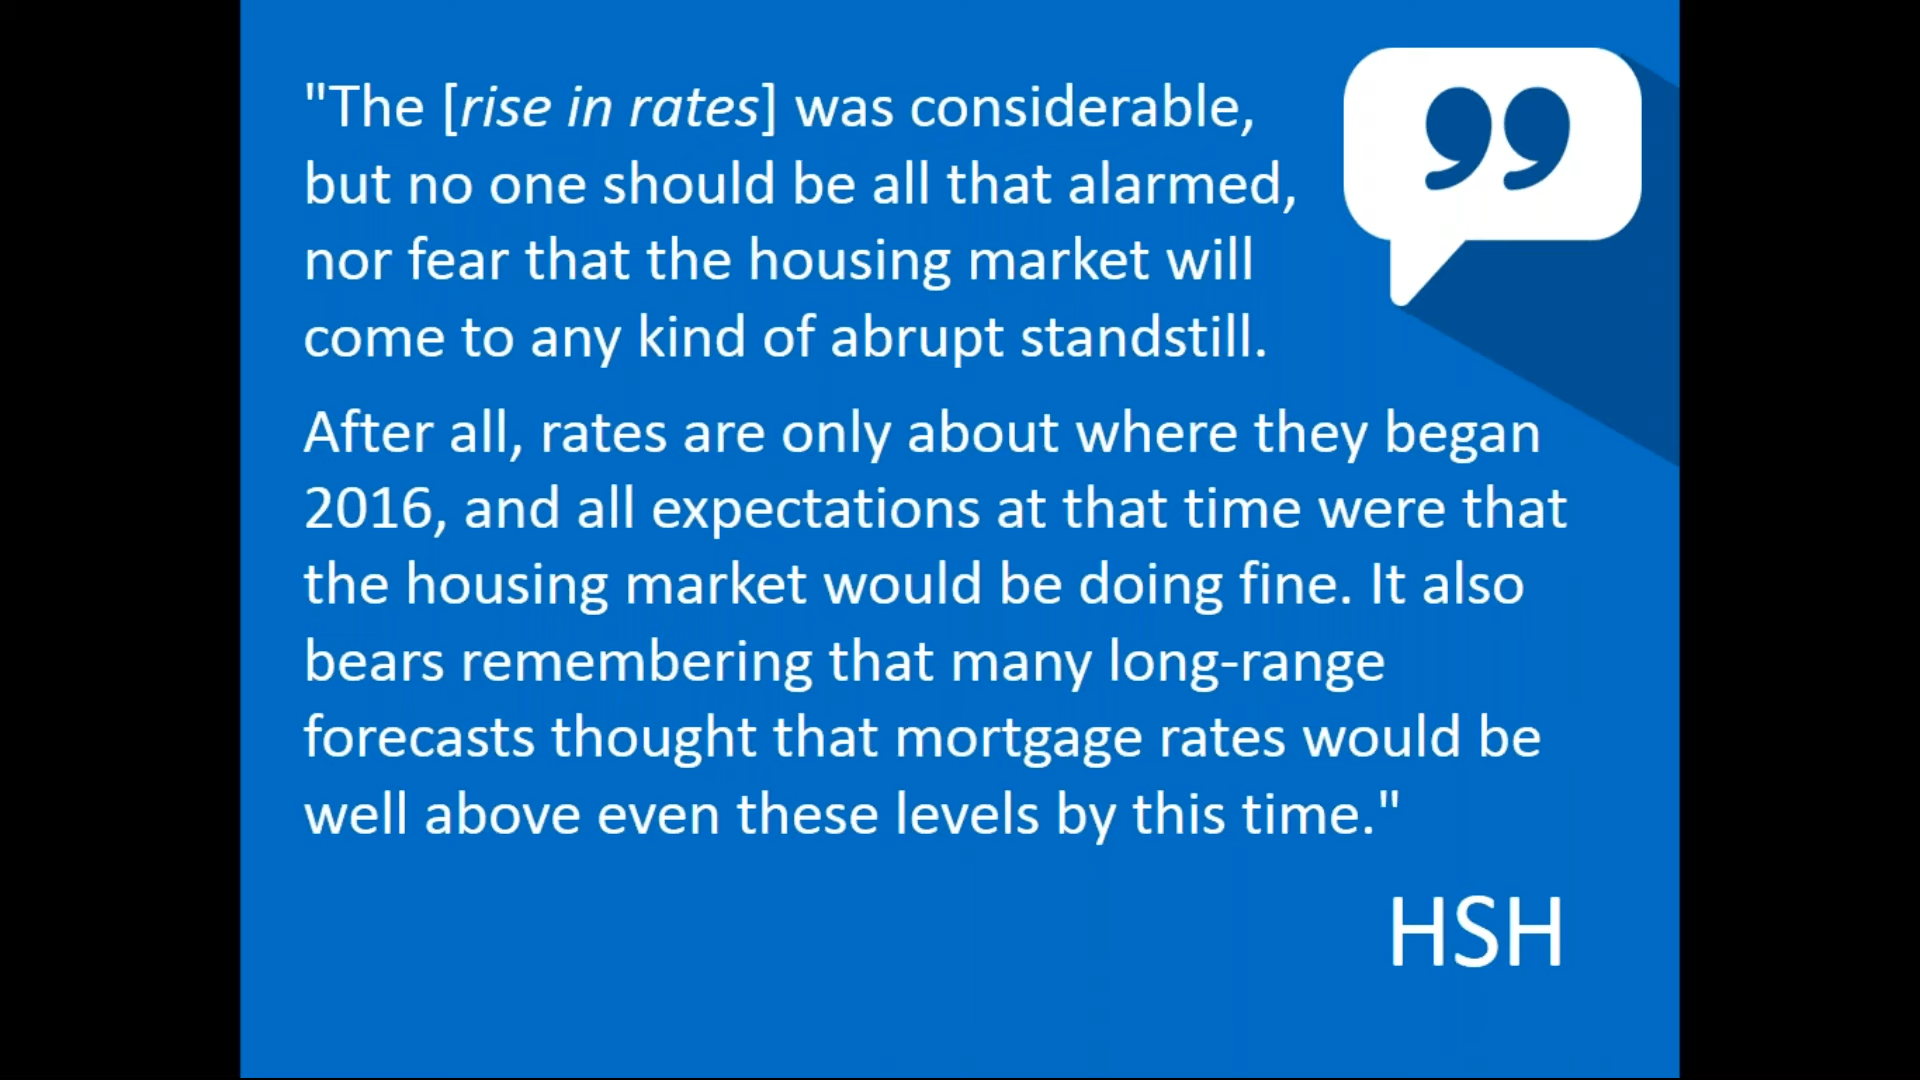 "The [rise in rates] was considerable,
but no one should be all that alarmed,
nor fear that the housing market will
come to any kind of abrupt standstill.
After all, rates are only about where they began
2016, and all expectations at that time were that
the housing market would be doing fine. It also
bears remembering that many long-range
forecasts thought that mortgage rates would be
well above even these levels by this time."
HSH